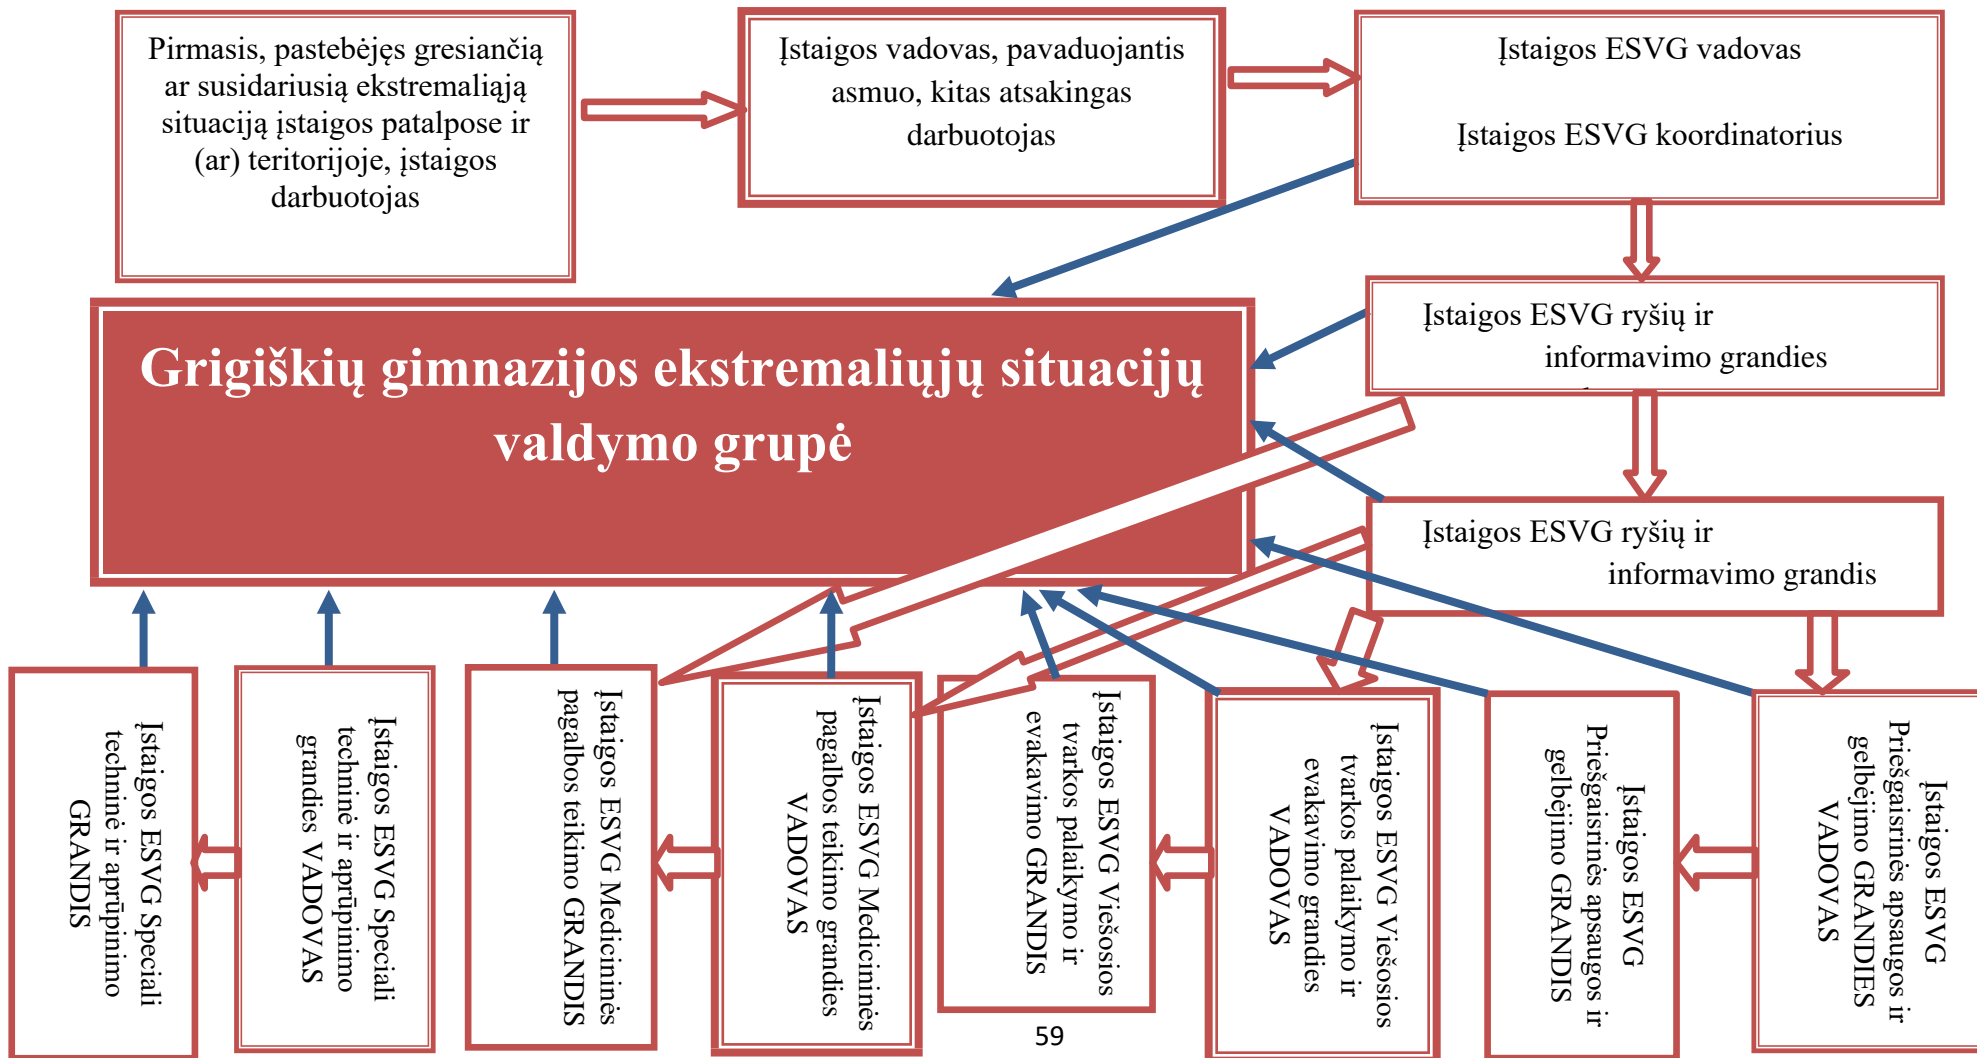 Pirmasis, pastebėjęs gresiančią
ar susidariusią ekstremaliąją
situaciją įstaigos patalpose ir
(ar) teritorijoje, įstaigos
darbuotojas
Įstaigos vadovas, pavaduojantis
asmuo, kitas atsakingas
darbuotojas
Įstaigos ESVG vadovas
Įstaigos ESVG koordinatorius
Įstaigos ESVG ryšių ir
informavimo grandies
Grigiškių gimnazijos ekstremaliųjų situacijų
valdymo grupė
Įstaigos ESVG ryšių ir
informavimo grandis
Įstaigos ESVG Speciali
techninė ir aprūpinimo
GRANDIS
Įstaigos ESVG Speciali
techninė ir aprūpinimo
grandies VADOVAS
Įstaigos ESVG Medicininės
pagalbos teikimo GRANDIS
Įstaigos ESVG Medicininės
pagalbos teikimo grandies
VADOVAS
Įstaigos ESVG Viešosios
tvarkos palaikymo ir
evakavimo GRANDIS
Įstaigos ESVG Viešosios
tvarkos palaikymo ir
evakavimo grandies
VADOVAS
Įstaigos ESVG
Priešgaisrinės apsaugos ir
gelbėjimo GRANDIS
Įstaigos ESVG
Priešgaisrinės apsaugos ir
gelbėjimo GRANDIES
VADOVAS
59